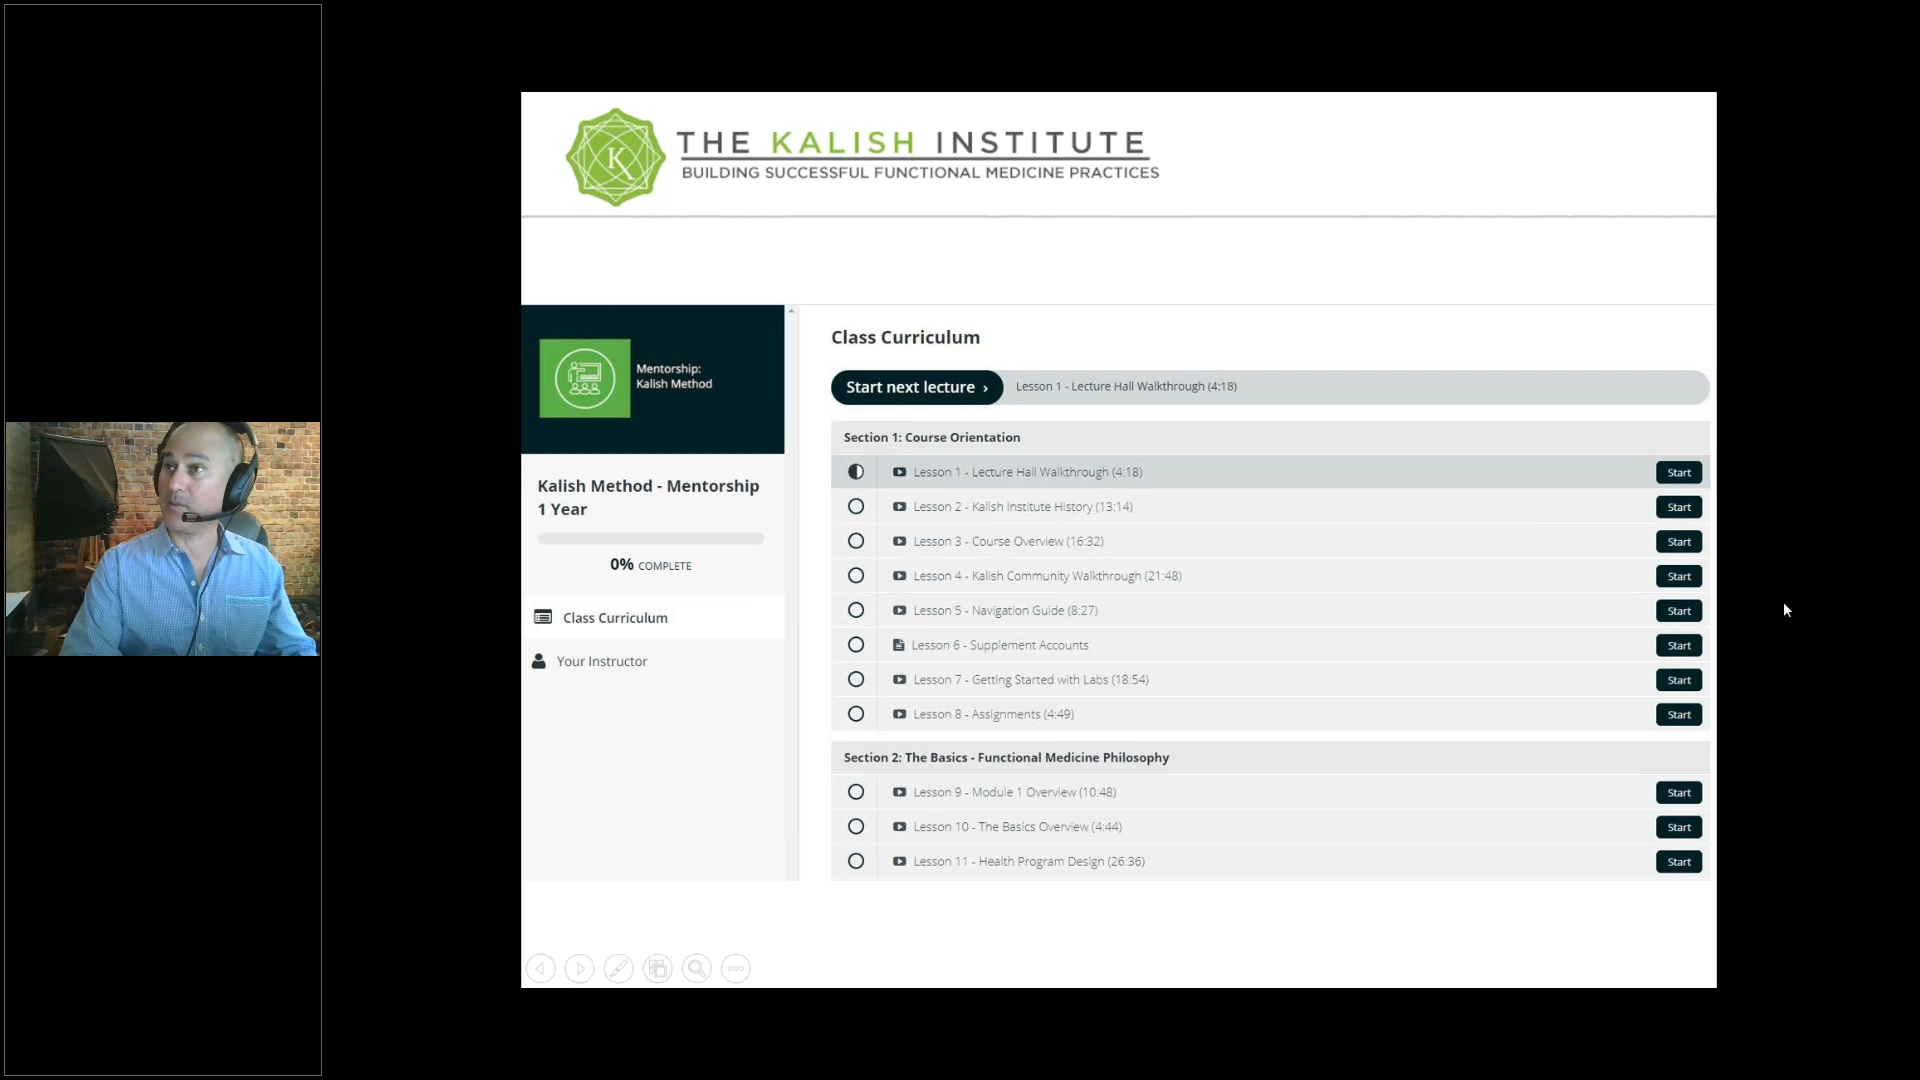 THE KALISH INSTITUTE
BUILDING SUCCESSFUL FUNCTIONAL MEDICINE PRACTICES
K
Mentorship:
Kalish Method
Kalish Method - Mentorship
1 Year
0% COMPLETE
Class Curriculum
Your Instructor
Class Curriculum
Start next lecture › Lesson 1 - Lecture Hall Walkthrough (4:18)
Section 1: Course Orientation
Lesson 1 - Lecture Hall Walkthrough (4:18) Start
Lesson 2 - Kalish Institute History (13:14) Start
Lesson 3 - Course Overview (16:32) Start
Lesson 4 - Kalish Community Walkthrough (21:48) Start
Lesson 5 - Navigation Guide (8:27) Start
Lesson 6 - Supplement Accounts Start
Lesson 7 - Getting Started with Labs (18:54) Start
Lesson 8 - Assignments (4:49) Start
Section 2: The Basics - Functional Medicine Philosophy
Lesson 9 - Module 1 Overview (10:48) Start
Lesson 10 - The Basics Overview (4:44) Start
Lesson 11 - Health Program Design (26:36) Start